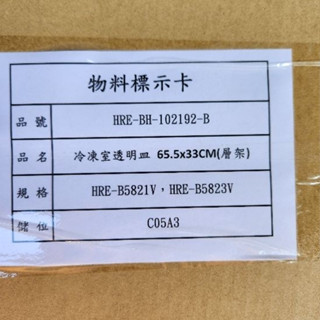 物料標示卡
品號 HRE-BH-102192-B
品名 冷凍室透明皿 65.5x33CM(層架)
規格 HRE-B5821V，HRE-B5823V
儲位 C05A3